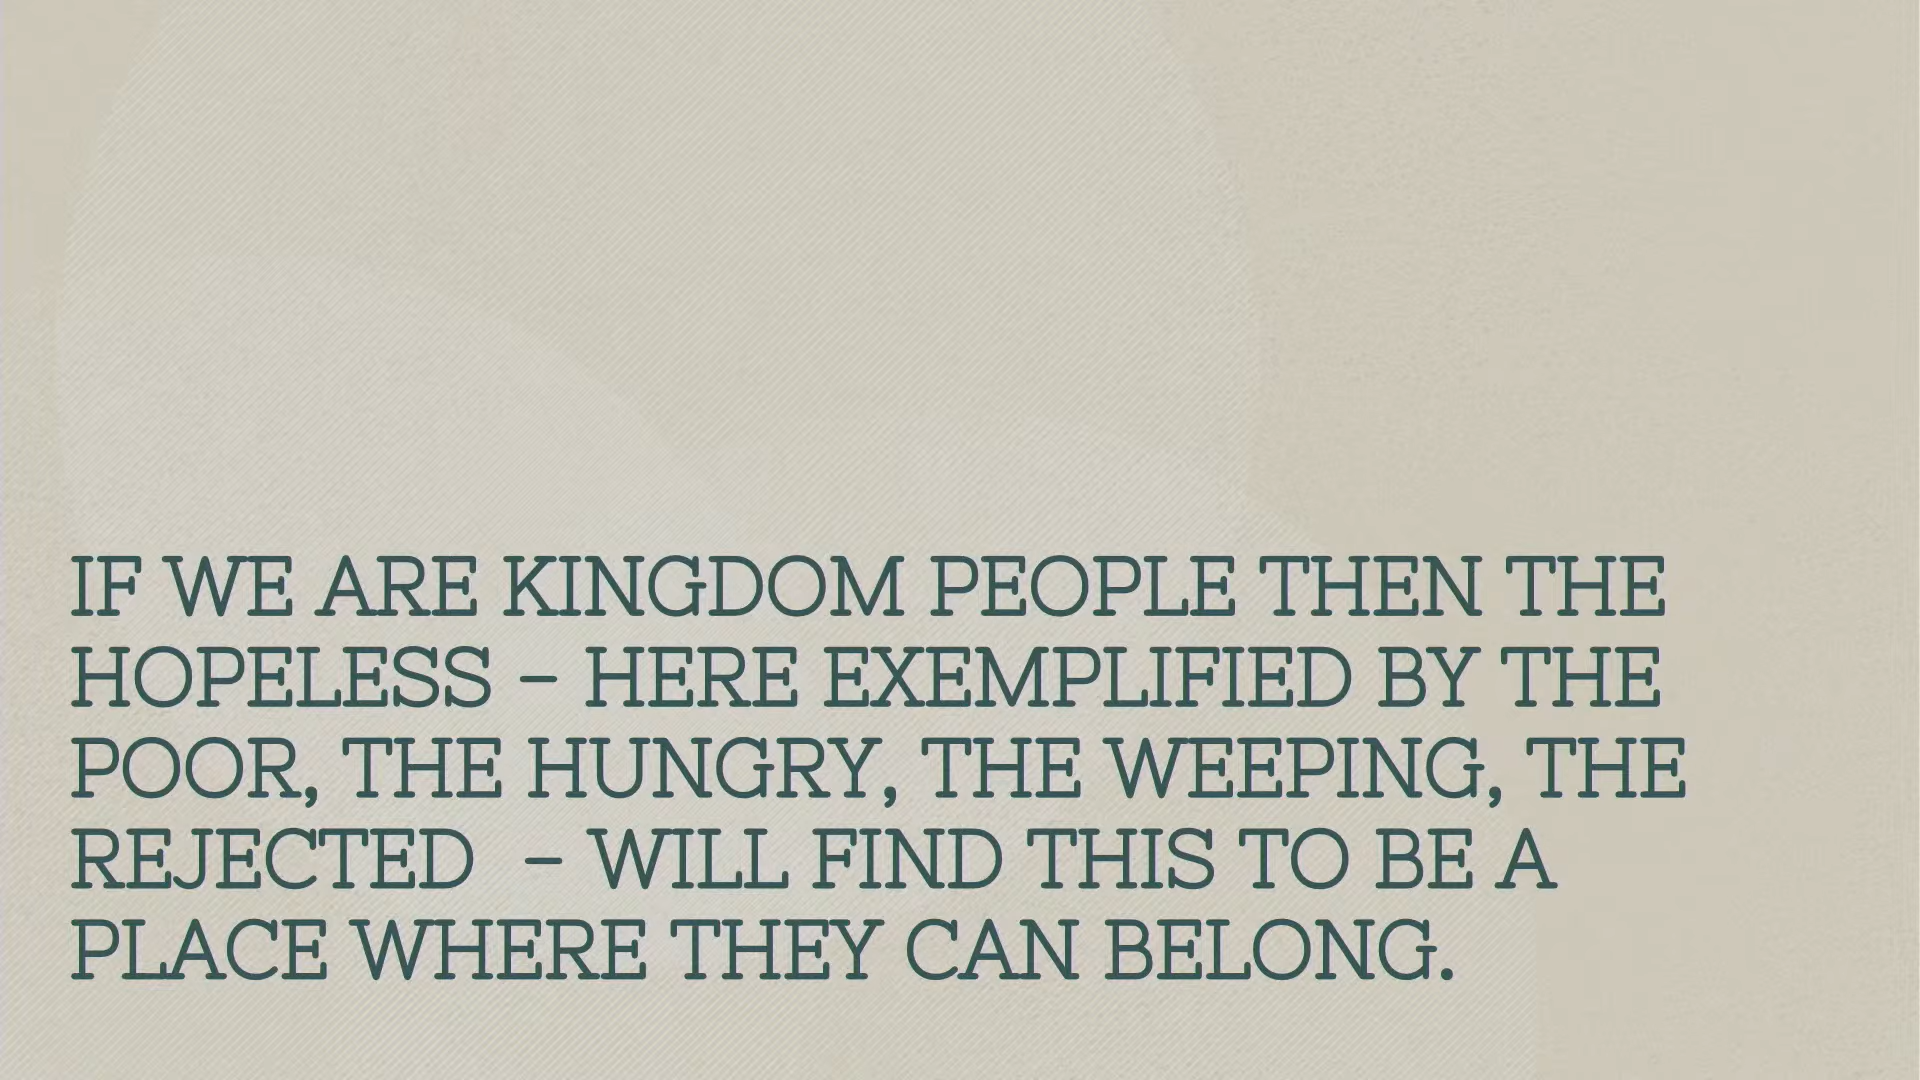 IF WE ARE KINGDOM PEOPLE THEN THE
HOPELESS – HERE EXEMPLIFIED BY THE
POOR, THE HUNGRY, THE WEEPING, THE
REJECTED  – WILL FIND THIS TO BE A
PLACE WHERE THEY CAN BELONG.